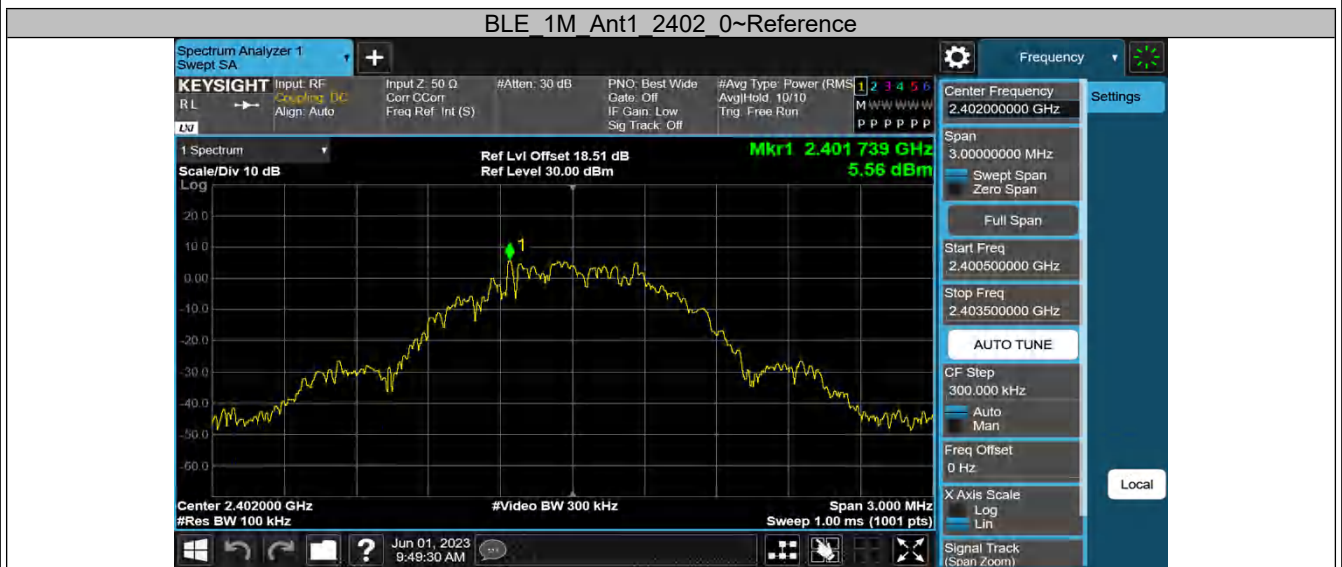 BLE_1M_Ant1_2402_0~Reference
Spectrum Analyzer 1
Swept SA
+
Frequency
KEYSIGHT
RL
LXI
Input: RF
Coupling: DC
Align: Auto
Input Z: 50 Ω
Corr CCorr
Freq Ref: Int (S)
#Atten: 30 dB
PNO: Best Wide
Gate: Off
IF Gain: Low
Sig Track: Off
#Avg Type: Power (RMS
Avg|Hold: 10/10
Trig: Free Run
1 2 3 4 5 6
M W W W W W
P P P P P P
Center Frequency
2.402000000 GHz
Settings
1 Spectrum
Scale/Div 10 dB
Ref Lvl Offset 18.51 dB
Ref Level 30.00 dBm
Mkr1 2.401 739 GHz
5.56 dBm
Log
20.0
10.0
0.00
-10.0
-20.0
-30.0
-40.0
-50.0
-60.0
1
Span
3.00000000 MHz
Swept Span
Zero Span
Full Span
Start Freq
2.400500000 GHz
Stop Freq
2.403500000 GHz
AUTO TUNE
CF Step
300.000 kHz
Auto
Man
Freq Offset
0 Hz
X Axis Scale
Log
Lin
Signal Track
(Span Zoom)
Local
Center 2.402000 GHz
#Res BW 100 kHz
#Video BW 300 kHz
Span 3.000 MHz
Sweep 1.00 ms (1001 pts)
?
Jun 01, 2023
9:49:30 AM